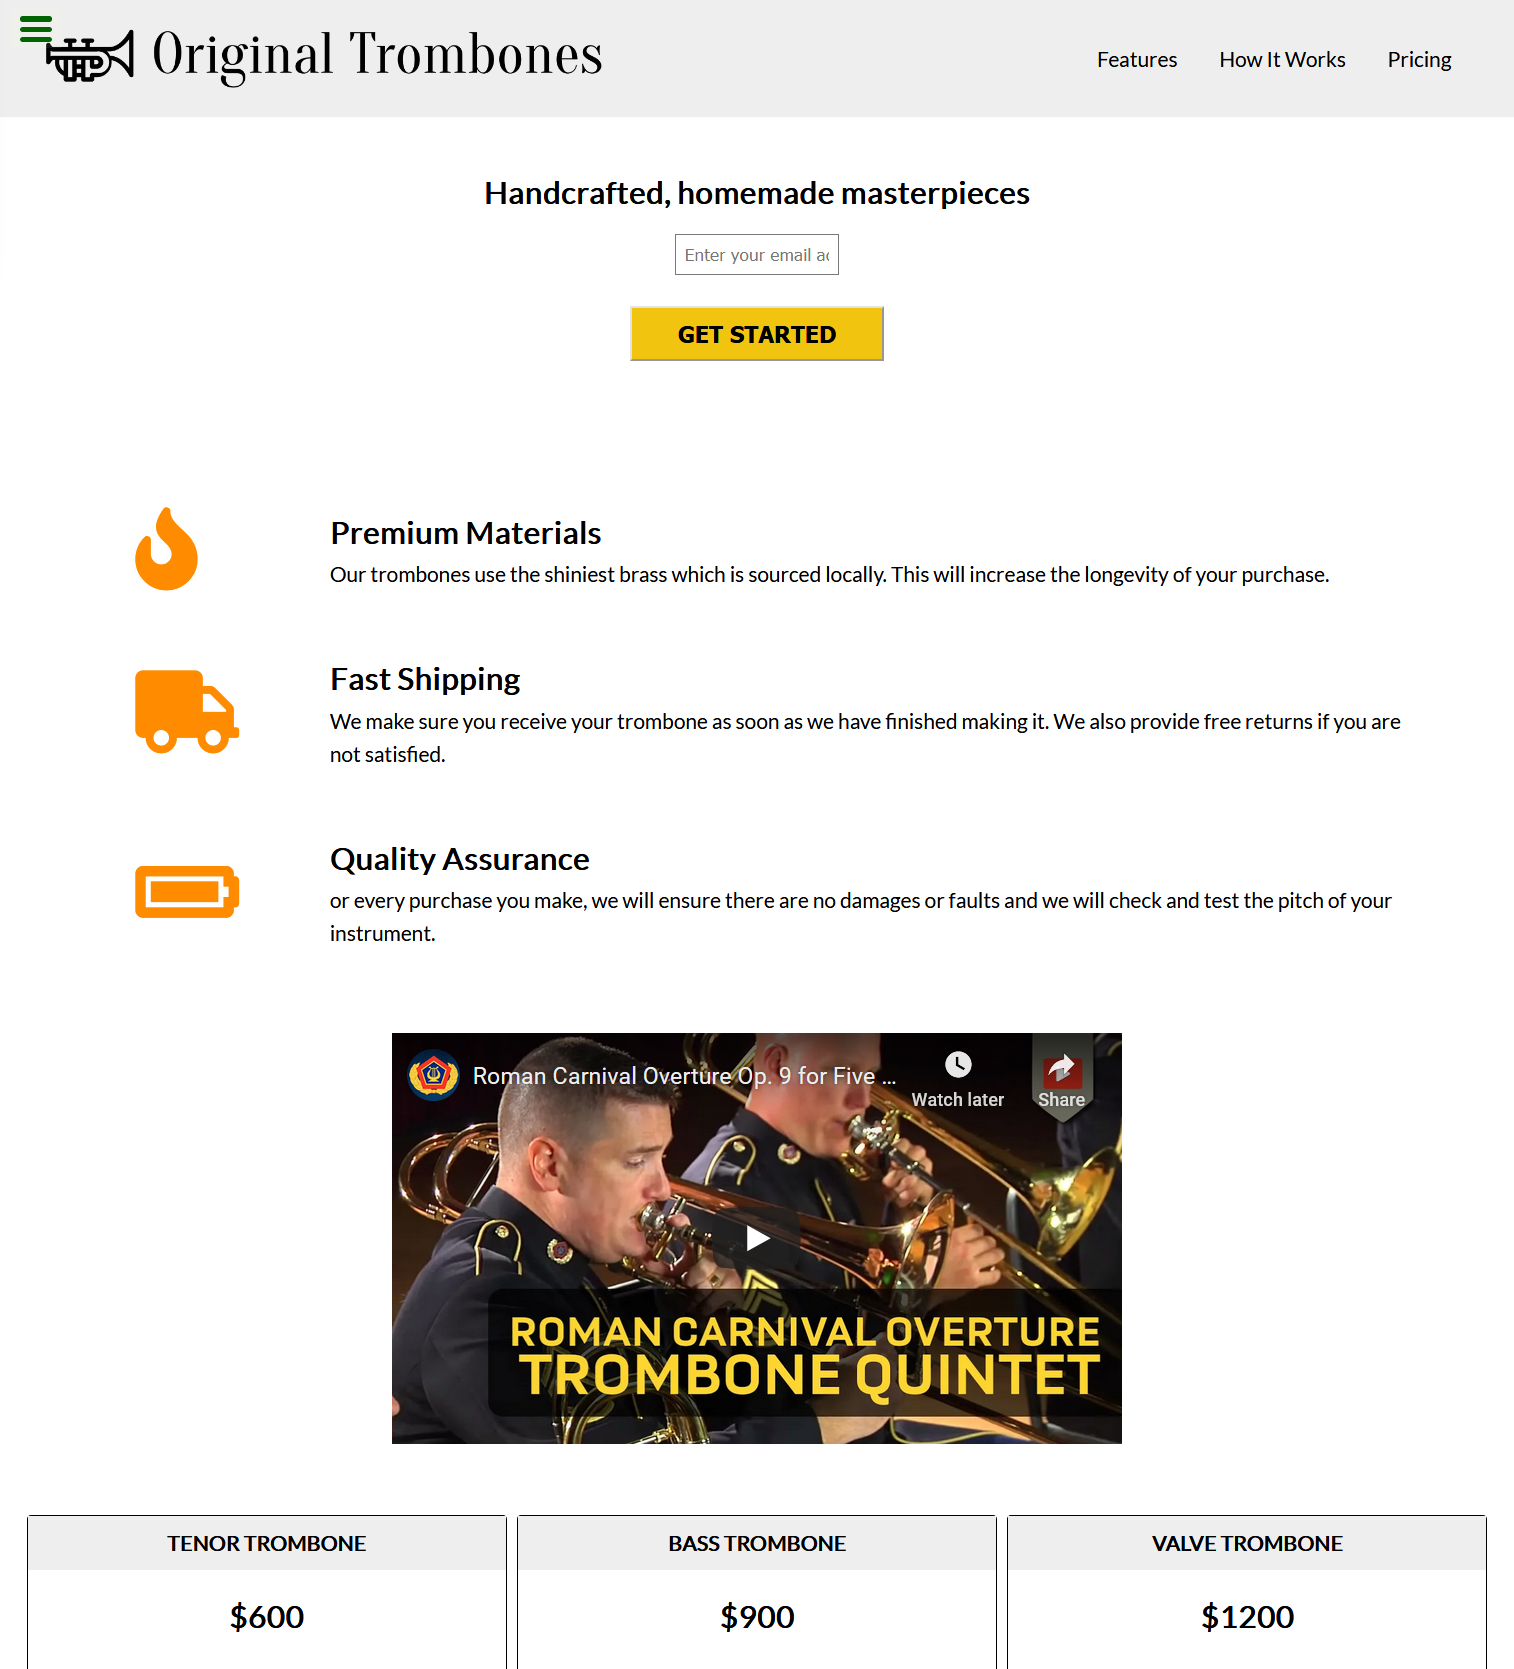 Original Trombones
Features
How It Works
Pricing
Handcrafted, homemade masterpieces
Enter your email ad
GET STARTED
Premium Materials
Our trombones use the shiniest brass which is sourced locally. This will increase the longevity of your purchase.
Fast Shipping
We make sure you receive your trombone as soon as we have finished making it. We also provide free returns if you are
not satisfied.
Quality Assurance
or every purchase you make, we will ensure there are no damages or faults and we will check and test the pitch of your
instrument.
Roman Carnival Overture Op. 9 for Five ...
Watch later
Share
ROMAN CARNIVAL OVERTURE
TROMBONE QUINTET
TENOR TROMBONE
BASS TROMBONE
VALVE TROMBONE
$600
$900
$1200